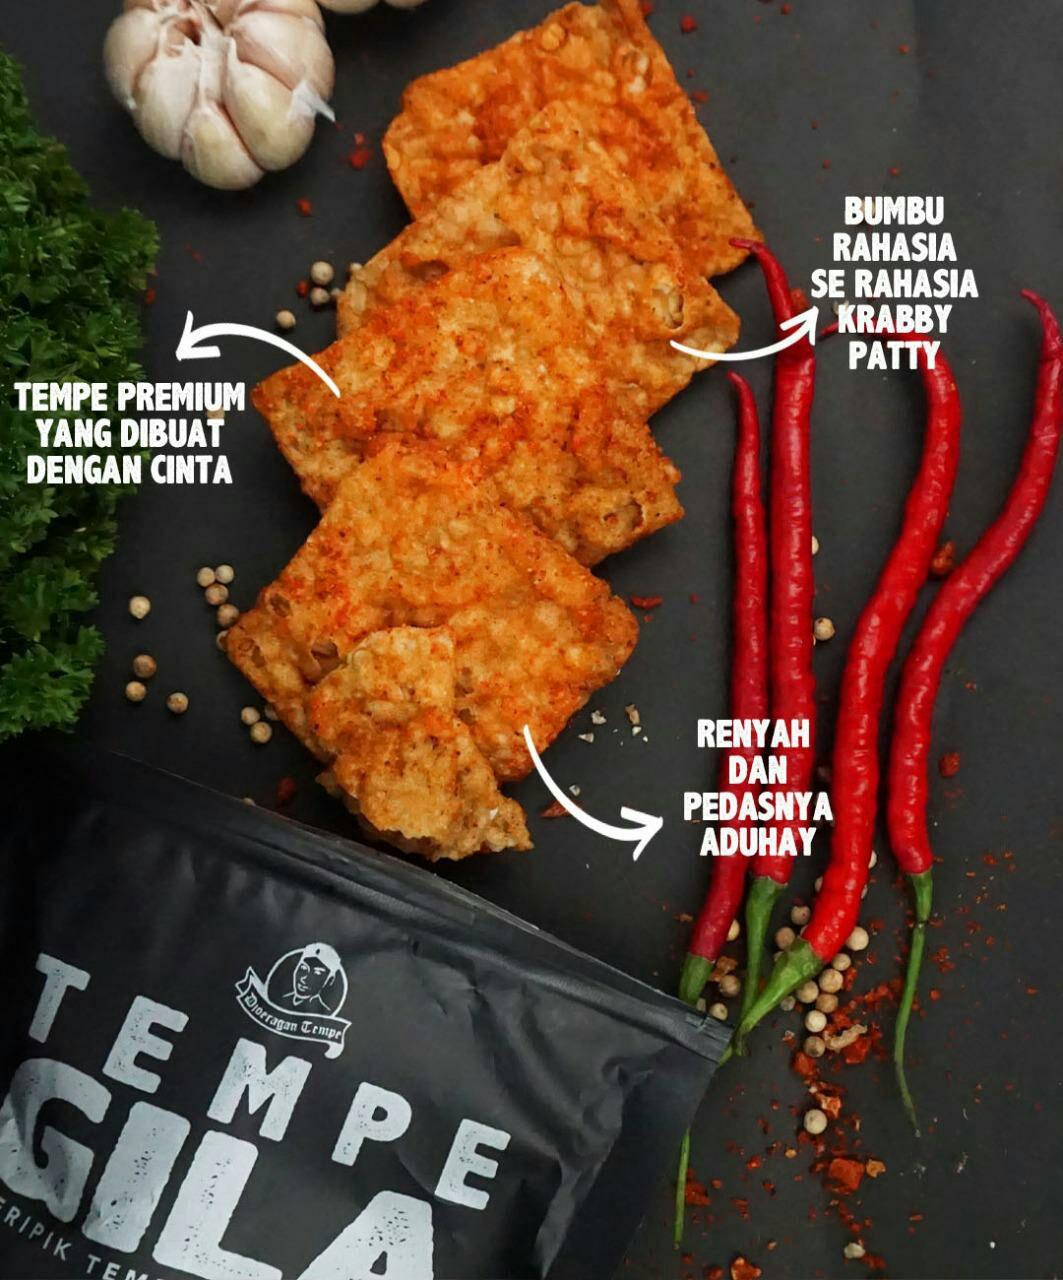 BUMBU
RAHASIA
SE RAHASIA
KRABBY
PATTY
TEMPE PREMIUM
YANG DIBUAT
DENGAN CINTA
RENYAH
DAN
PEDASNYA
ADUHAY
Djoeragan Tempe
TEMPE
GILA